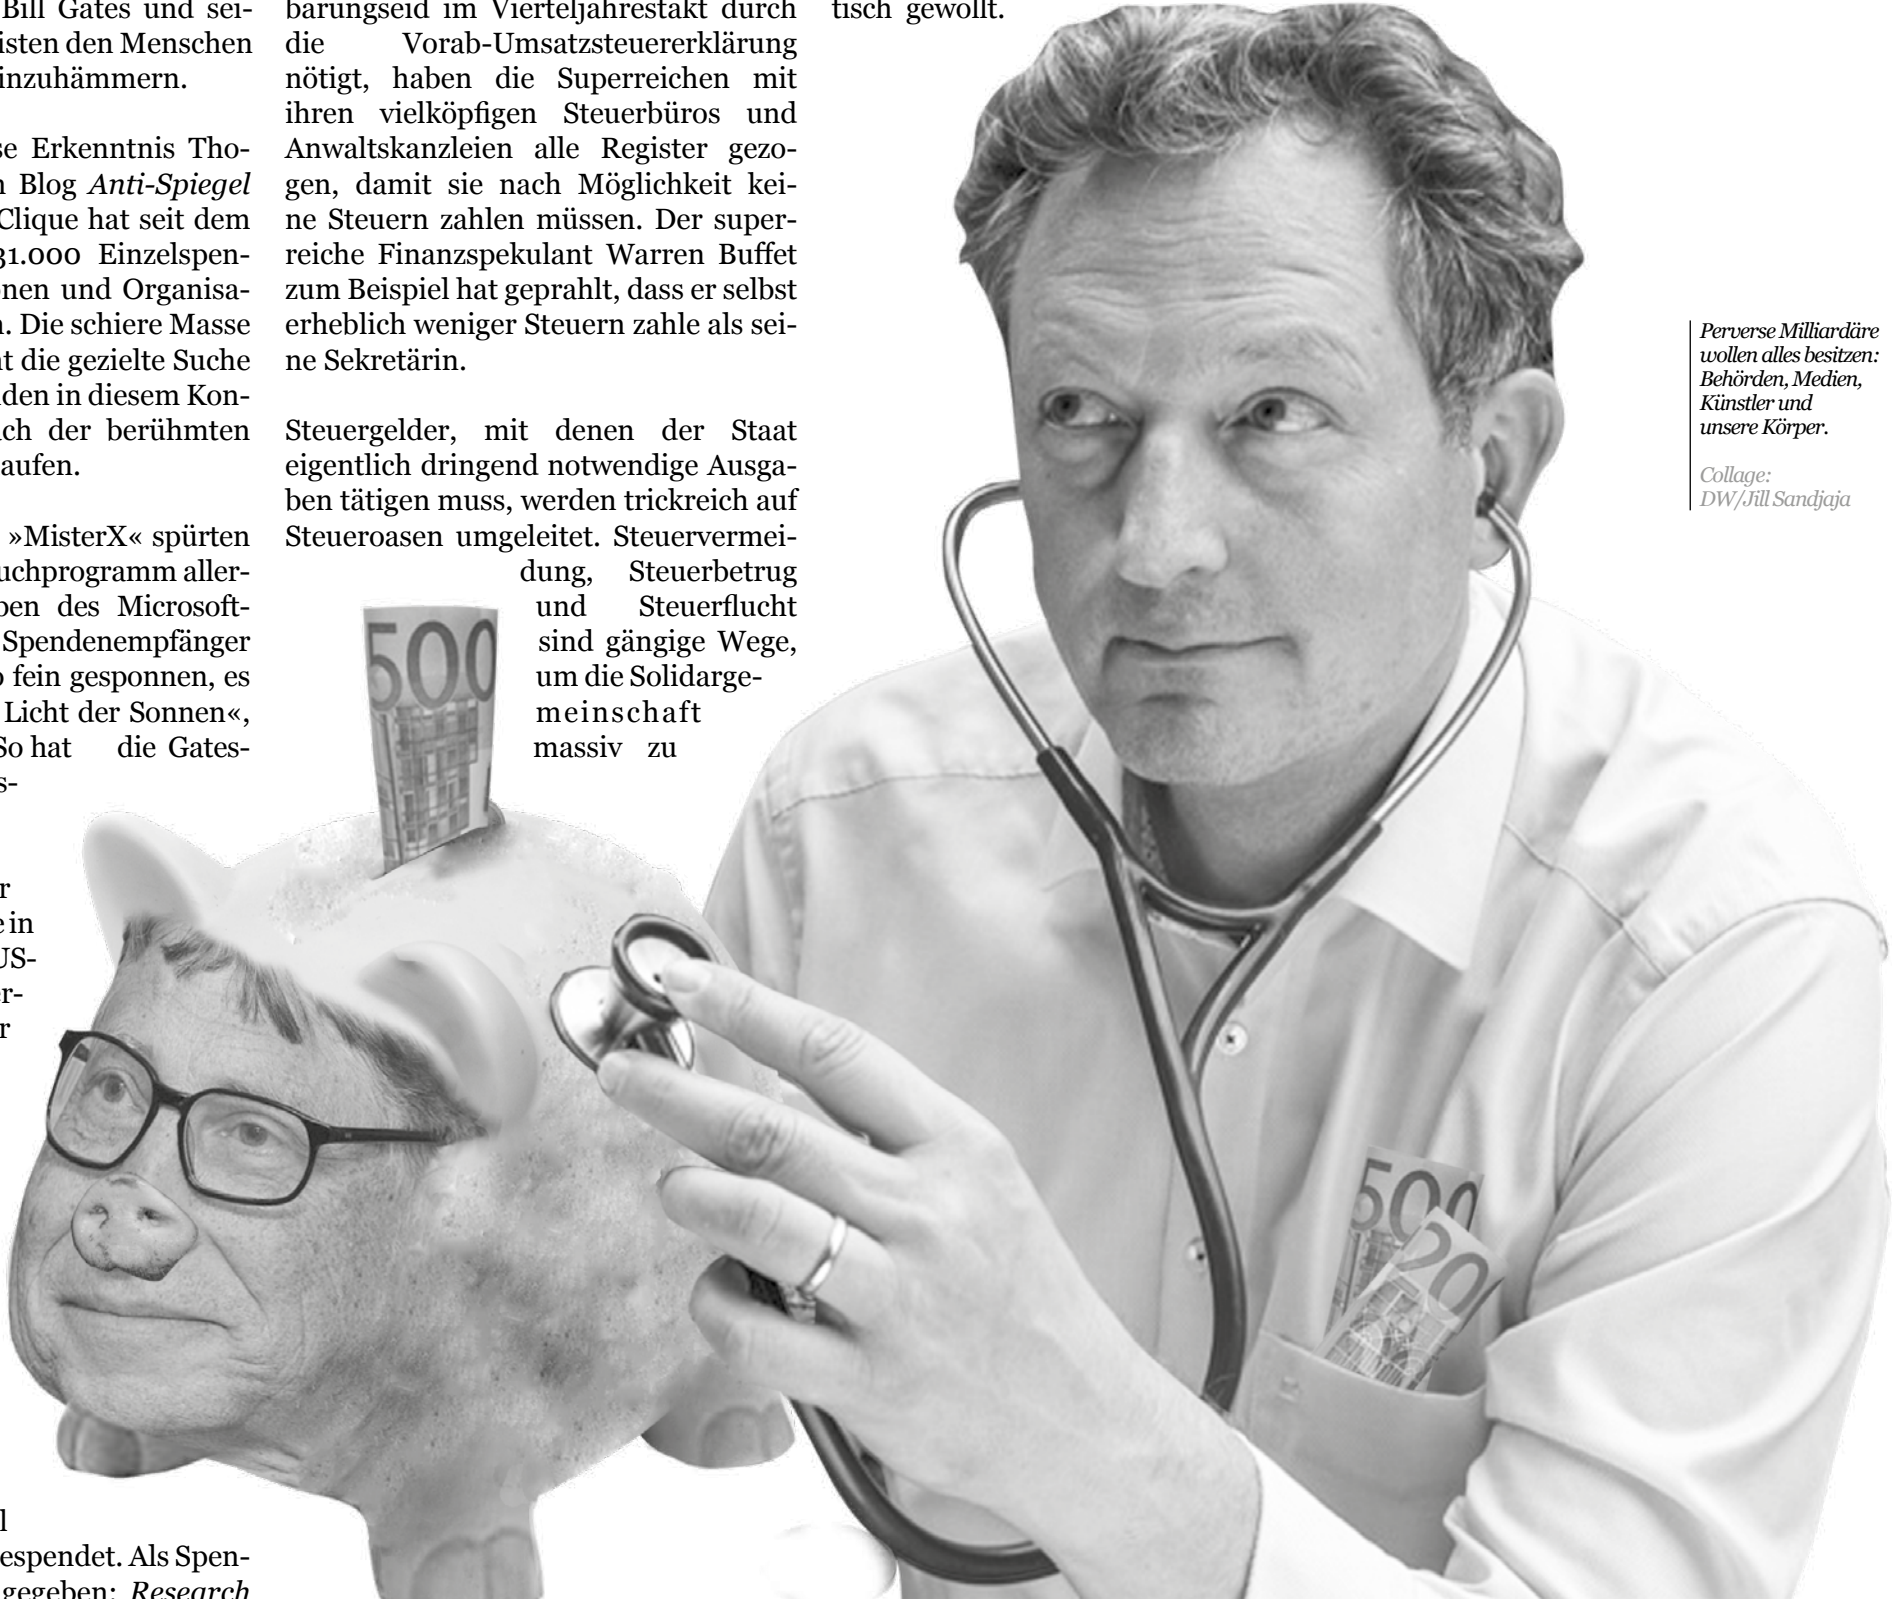 Bill Gates und sei-
isten den Menschen
inzuhämmern.
se Erkenntnis Tho-
Blog Anti-Spiegel
Clique hat seit dem
31.000 Einzelspen-
nen und Organisa-
Die schiere Masse
die gezielte Suche
den in diesem Kon-
ch der berühmten
aufen.
»MisterX« spürten
uchprogramm aller-
ben des Microsoft-
Spendenempfänger
fein gesponnen, es
Licht der Sonnen«,
So hat die Gates-
s-
r
e in
US-
er-
r
l
espendet. Als Spen-
gegeben: Research
barungseid im Vierteljahrestakt durch
die Vorab-Umsatzsteuererklärung
nötigt, haben die Superreichen mit
ihren vielköpfigen Steuerbüros und
Anwaltskanzleien alle Register gezo-
gen, damit sie nach Möglichkeit kei-
ne Steuern zahlen müssen. Der super-
reiche Finanzspekulant Warren Buffet
zum Beispiel hat geprahlt, dass er selbst
erheblich weniger Steuern zahle als sei-
ne Sekretärin.
Steuergelder, mit denen der Staat
eigentlich dringend notwendige Ausga-
ben tätigen muss, werden trickreich auf
Steueroasen umgeleitet. Steuervermei-
dung, Steuerbetrug
und Steuerflucht
sind gängige Wege,
um die Solidarge-
meinschaft
massiv zu
tisch gewollt.
500
500
20
Perverse Milliardäre
wollen alles besitzen:
Behörden, Medien,
Künstler und
unsere Körper.
Collage:
DW/Jill Sandjaja